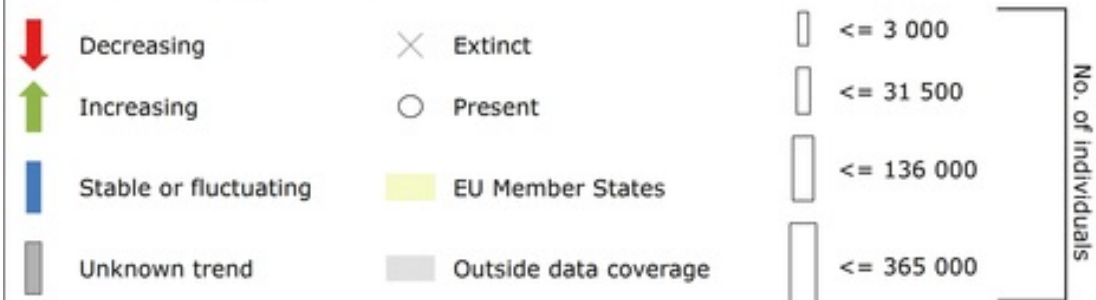 Decreasing
Increasing
Stable or fluctuating
Unknown trend
Extinct
Present
EU Member States
Outside data coverage
<= 3 000
<= 31 500
<= 136 000
<= 365 000
No. of individuals